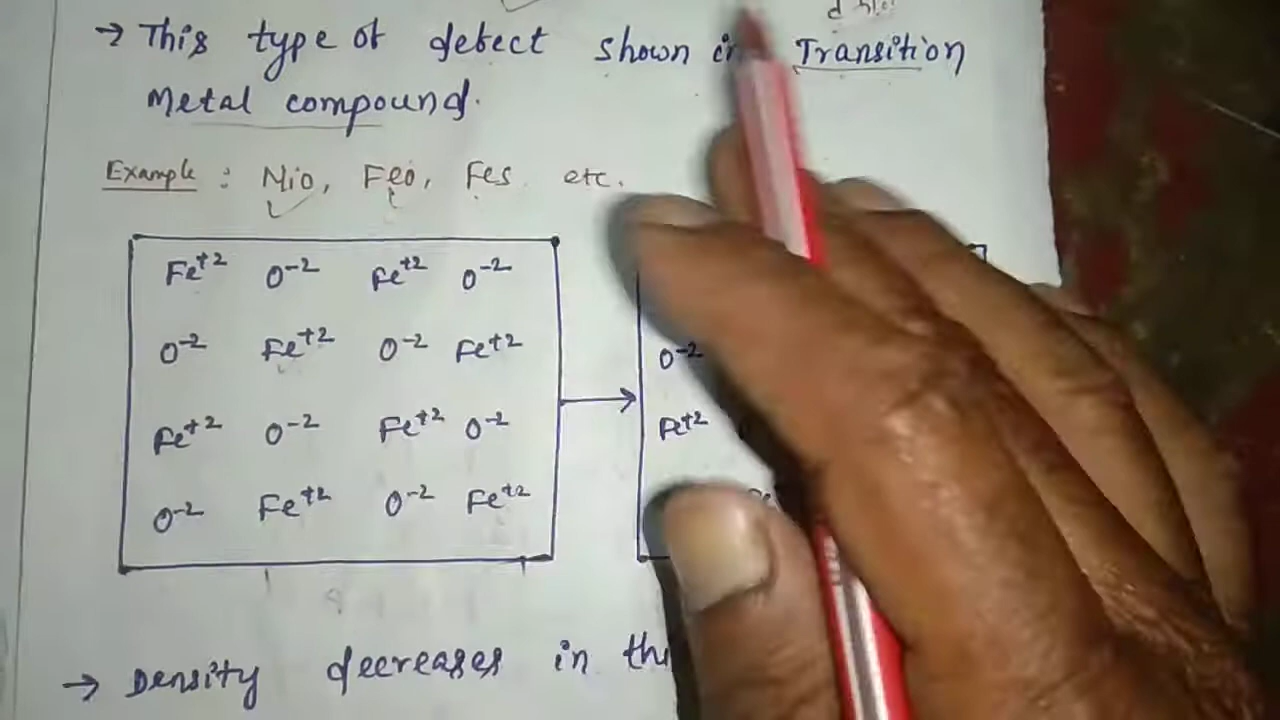 → This type of defect shown in Transition
Metal compound.
Example : Nio, Feo, Fes etc.
Fe+2 O-2 Fe+2 O-2
O-2 Fe+2 O-2 Fe+2 O-2
Fe+2 O-2 Fe+2 O-2 Fe+2
O-2 Fe+2 O-2 Fe+2
→ Density decreases in